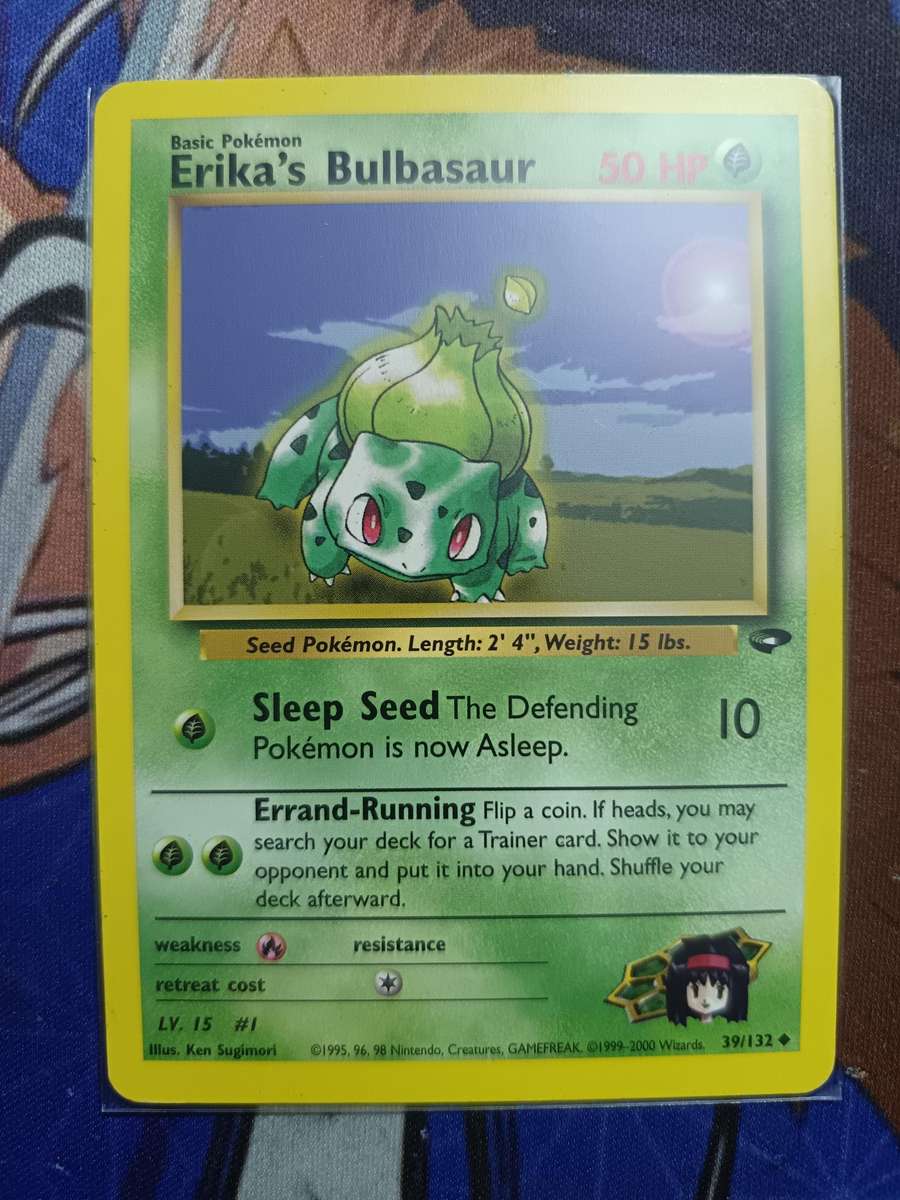 Basic Pokémon
Erika's Bulbasaur 50 HP
Seed Pokémon. Length: 2' 4", Weight: 15 lbs.
Sleep Seed The Defending 10
Pokémon is now Asleep.
Errand-Running Flip a coin. If heads, you may
search your deck for a Trainer card. Show it to your
opponent and put it into your hand. Shuffle your
deck afterward.
weakness resistance
retreat cost
LV. 15 #1
Illus. Ken Sugimori ©1995, 96, 98 Nintendo, Creatures, GAMEFREAK. ©1999-2000 Wizards. 39/132